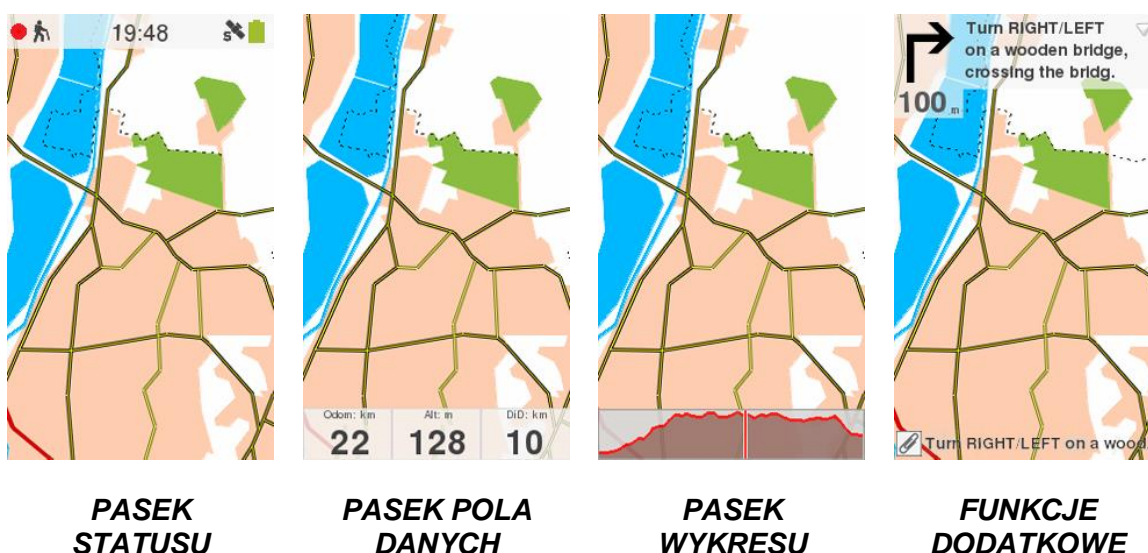 19:48
S
Odom: km
Alt: m
DiD: km
22
128
10
Turn RIGHT/LEFT
on a wooden bridge,
crossing the bridg.
100 m
Turn RIGHT/LEFT on a wood
PASEK
STATUSU
PASEK POLA
DANYCH
PASEK
WYKRESU
FUNKCJE
DODATKOWE